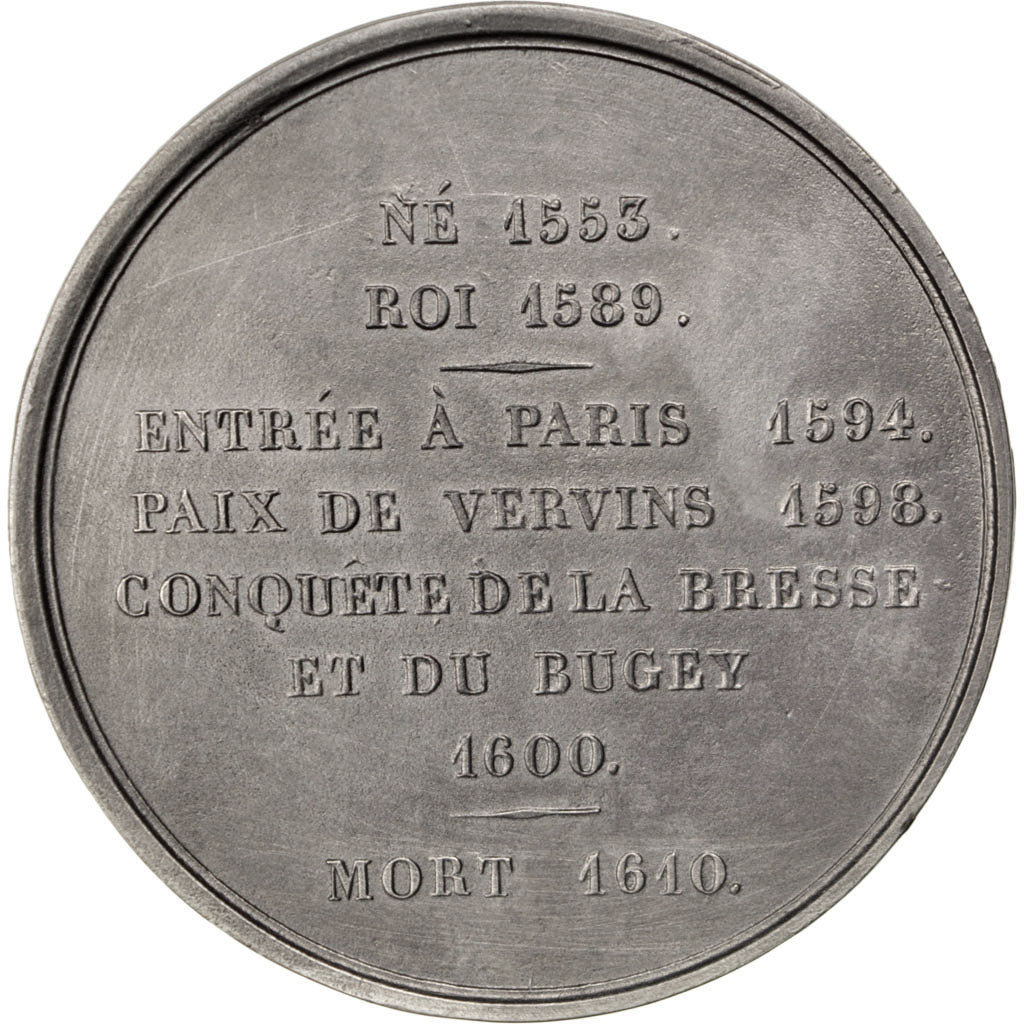 NÉ 1553.
ROI 1589.
ENTRÉE À PARIS 1594.
PAIX DE VERVINS 1598.
CONQUÊTE DE LA BRESSE
ET DU BUGEY
1600.
MORT 1610.